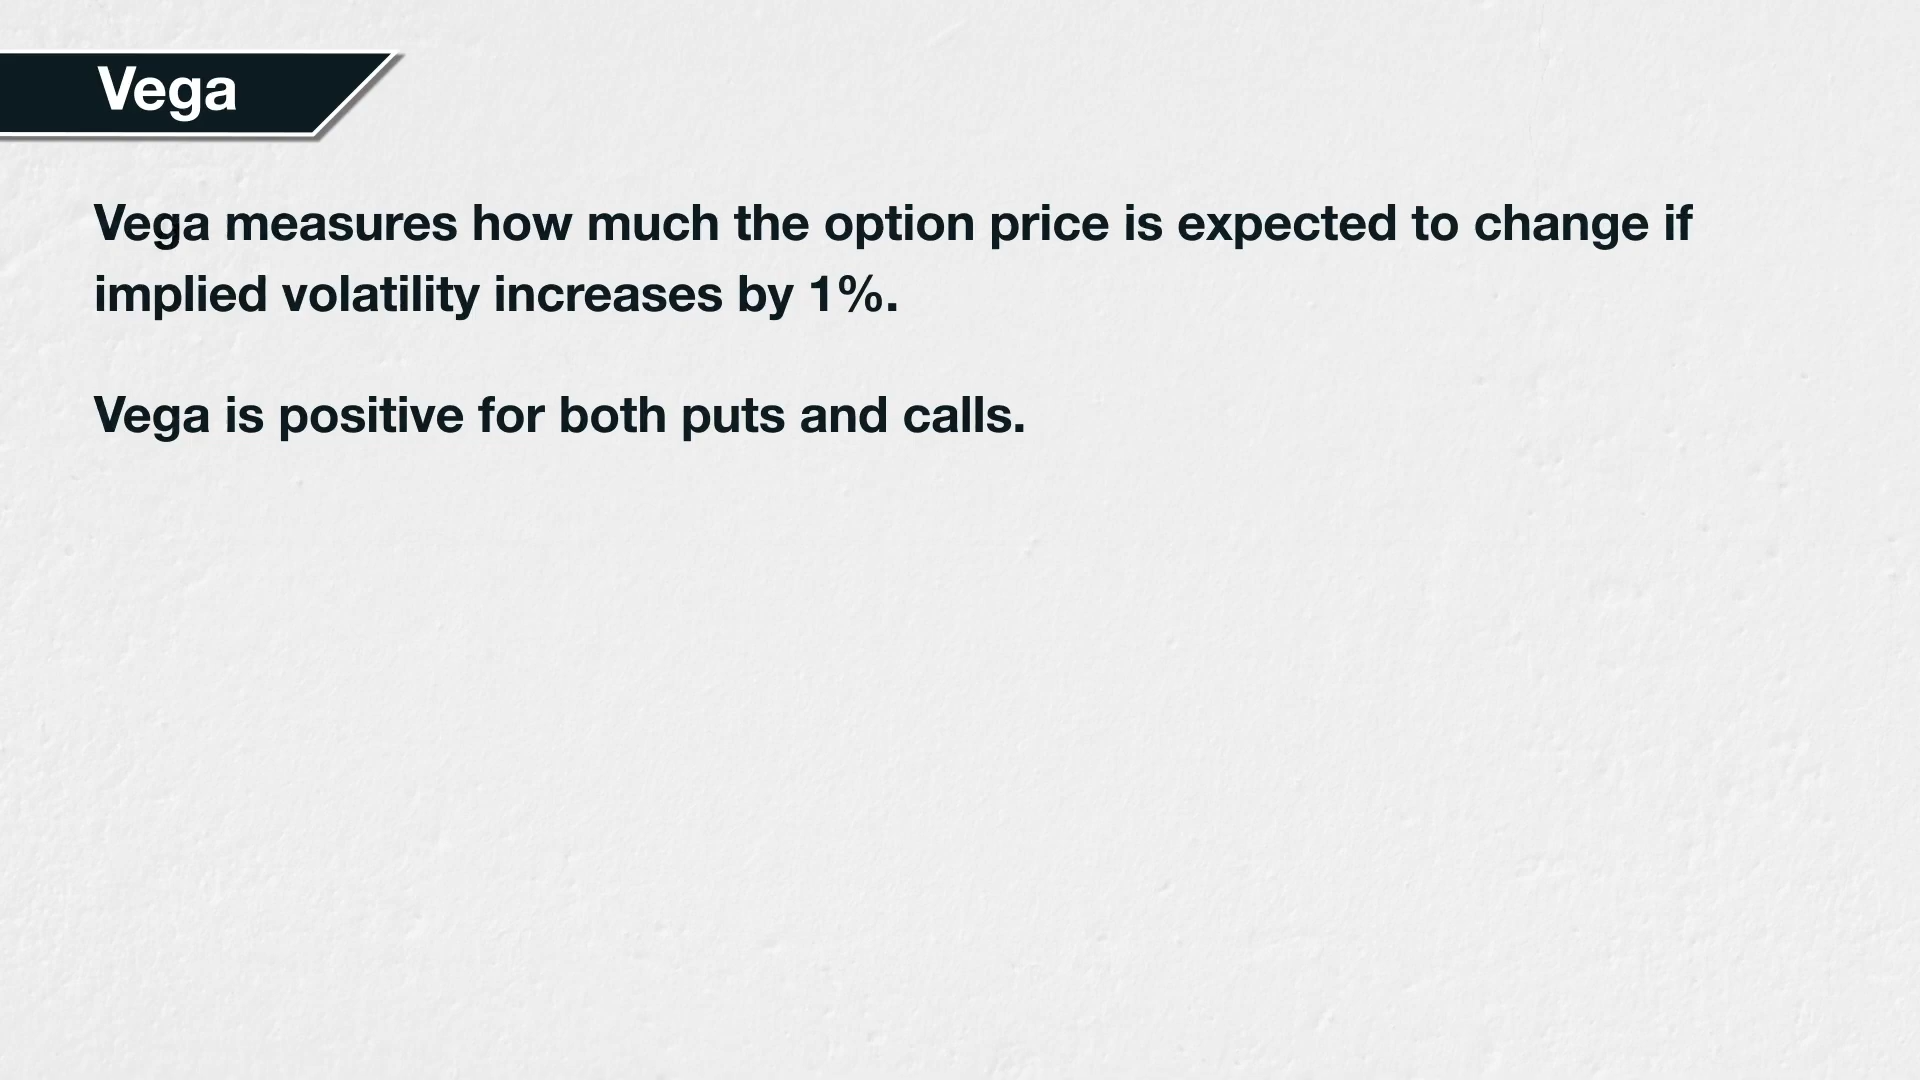 Vega
Vega measures how much the option price is expected to change if
implied volatility increases by 1%.
Vega is positive for both puts and calls.